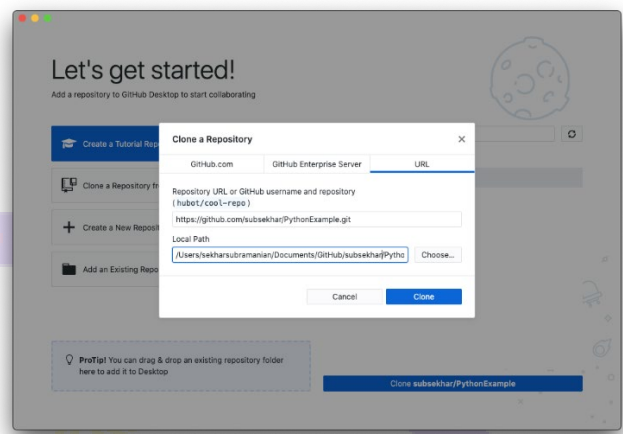 Let's get started!
Add a repository to GitHub Desktop to start collaborating
Create a Tutorial Rep
Clone a Repository fr
Create a New Reposit
Add an Existing Repo
ProTip! You can drag & drop an existing repository folder
here to add it to Desktop
Clone subsekhar/PythonExample
Clone a Repository
GitHub.com
GitHub Enterprise Server
URL
Repository URL or GitHub username and repository
(hubot/cool-repo)
https://github.com/subsekhar/PythonExample.git
Local Path
/Users/sekharsubramanian/Documents/GitHub/subsekhar/Pytho
Choose...
Cancel
Clone